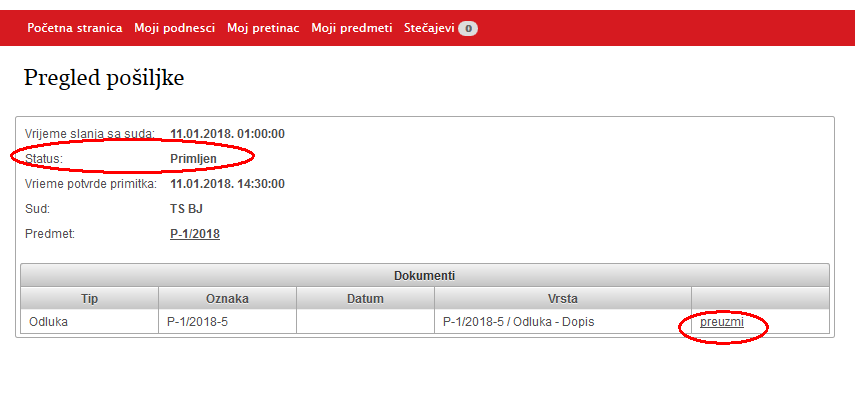 Početna stranica Moji podnesci Moj pretinac Moji predmeti Stečajevi 0
Pregled pošiljke
Vrijeme slanja sa suda: 11.01.2018. 01:00:00
Status: Primljen
Vrieme potvrde primitka: 11.01.2018. 14:30:00
Sud: TS BJ
Predmet: P-1/2018
Dokumenti
Tip Oznaka Datum Vrsta
Odluka P-1/2018-5 P-1/2018-5 / Odluka - Dopis preuzmi